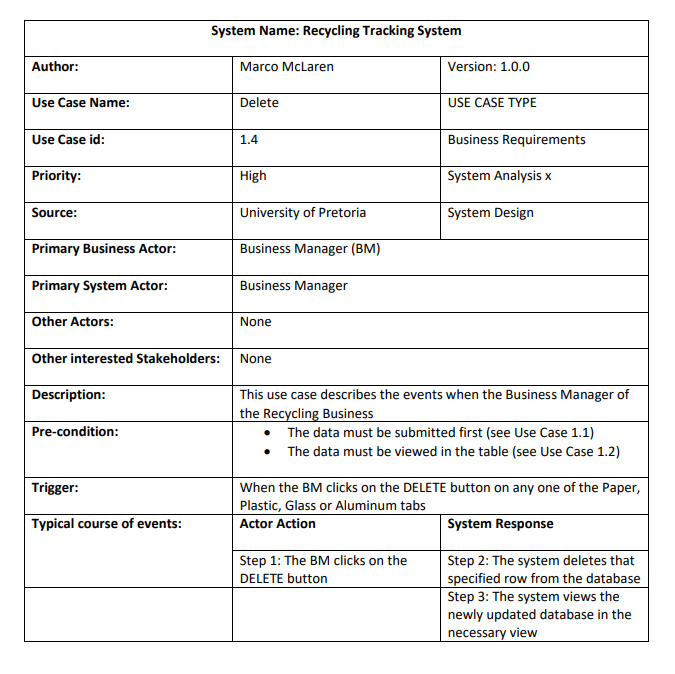 System Name: Recycling Tracking System
Author: Marco McLaren Version: 1.0.0
Use Case Name: Delete USE CASE TYPE
Use Case id: 1.4 Business Requirements
Priority: High System Analysis x
Source: University of Pretoria System Design
Primary Business Actor: Business Manager (BM)
Primary System Actor: Business Manager
Other Actors: None
Other interested Stakeholders: None
Description: This use case describes the events when the Business Manager of
the Recycling Business
Pre-condition: • The data must be submitted first (see Use Case 1.1)
• The data must be viewed in the table (see Use Case 1.2)
Trigger: When the BM clicks on the DELETE button on any one of the Paper,
Plastic, Glass or Aluminum tabs
Typical course of events: Actor Action System Response
Step 1: The BM clicks on the
DELETE button
Step 2: The system deletes that
specified row from the database
Step 3: The system views the
newly updated database in the
necessary view